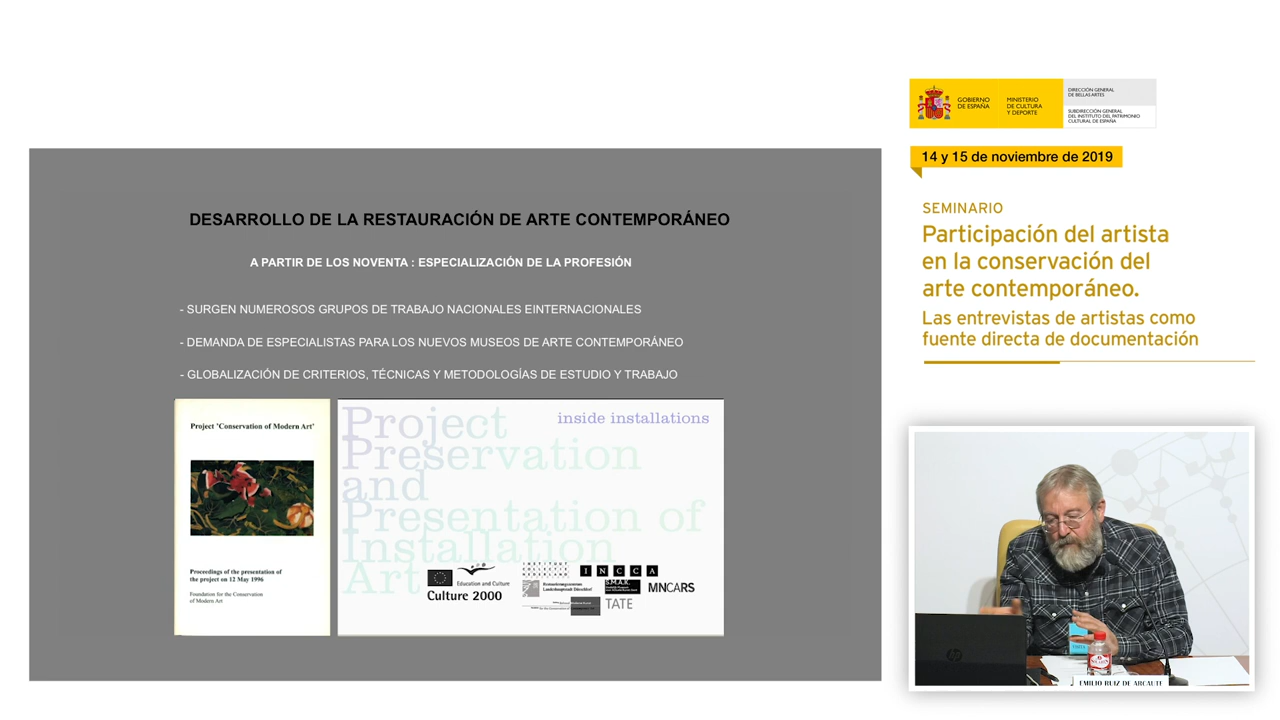 GOBIERNO
DE ESPAÑA
MINISTERIO
DE CULTURA
Y DEPORTE
DIRECCIÓN GENERAL
DE BELLAS ARTES
SUBDIRECCIÓN GENERAL
DEL INSTITUTO DEL PATRIMONIO
CULTURAL DE ESPAÑA
14 y 15 de noviembre de 2019
SEMINARIO
Participación del artista
en la conservación del
arte contemporáneo.
Las entrevistas de artistas como
fuente directa de documentación
DESARROLLO DE LA RESTAURACIÓN DE ARTE CONTEMPORÁNEO
A PARTIR DE LOS NOVENTA : ESPECIALIZACIÓN DE LA PROFESIÓN
- SURGEN NUMEROSOS GRUPOS DE TRABAJO NACIONALES EINTERNACIONALES
- DEMANDA DE ESPECIALISTAS PARA LOS NUEVOS MUSEOS DE ARTE CONTEMPORÁNEO
- GLOBALIZACIÓN DE CRITERIOS, TÉCNICAS Y METODOLOGÍAS DE ESTUDIO Y TRABAJO
Project 'Conservation of Modern Art'
Proceedings of the presentation of
the project on 12 May 1996
Foundation for the Conservation
of Modern Art
inside installations
Project
Preservation
and
Presentation of
Installation
Art
Education and Culture
Culture 2000
INCCA
S.M.A.K.
MNCARS
TATE
hp
EMILIO RUIZ DE ARCAUTE